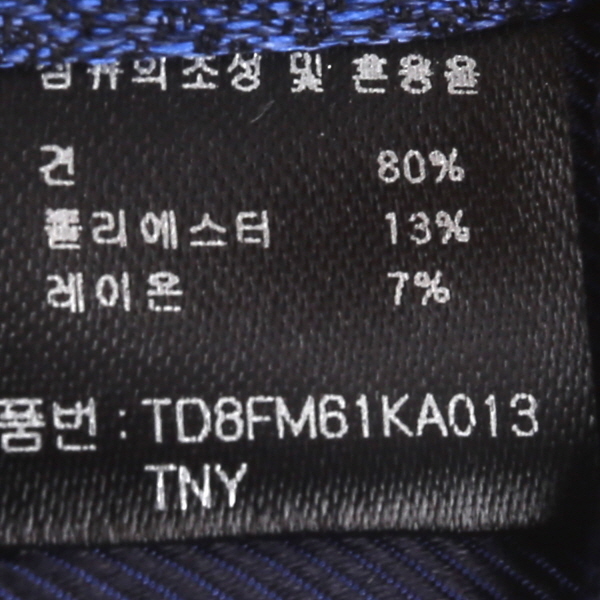 섬유의조성 및 혼용율
견 80%
폴리에스터 13%
레이온 7%
품번 : TD8FM61KA013
TNY